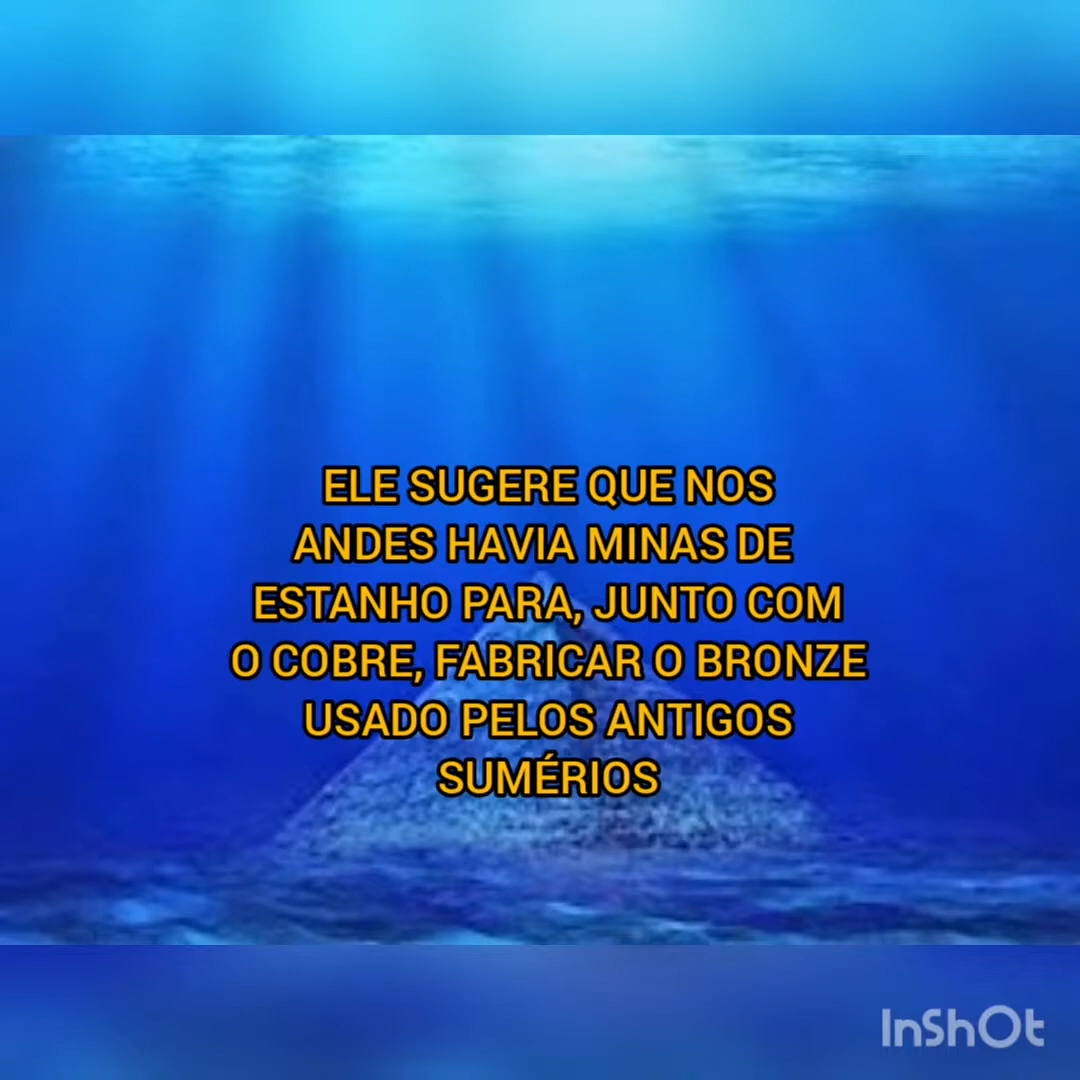 ELE SUGERE QUE NOS
ANDES HAVIA MINAS DE
ESTANHO PARA, JUNTO COM
O COBRE, FABRICAR O BRONZE
USADO PELOS ANTIGOS
SUMÉRIOS
InShOt